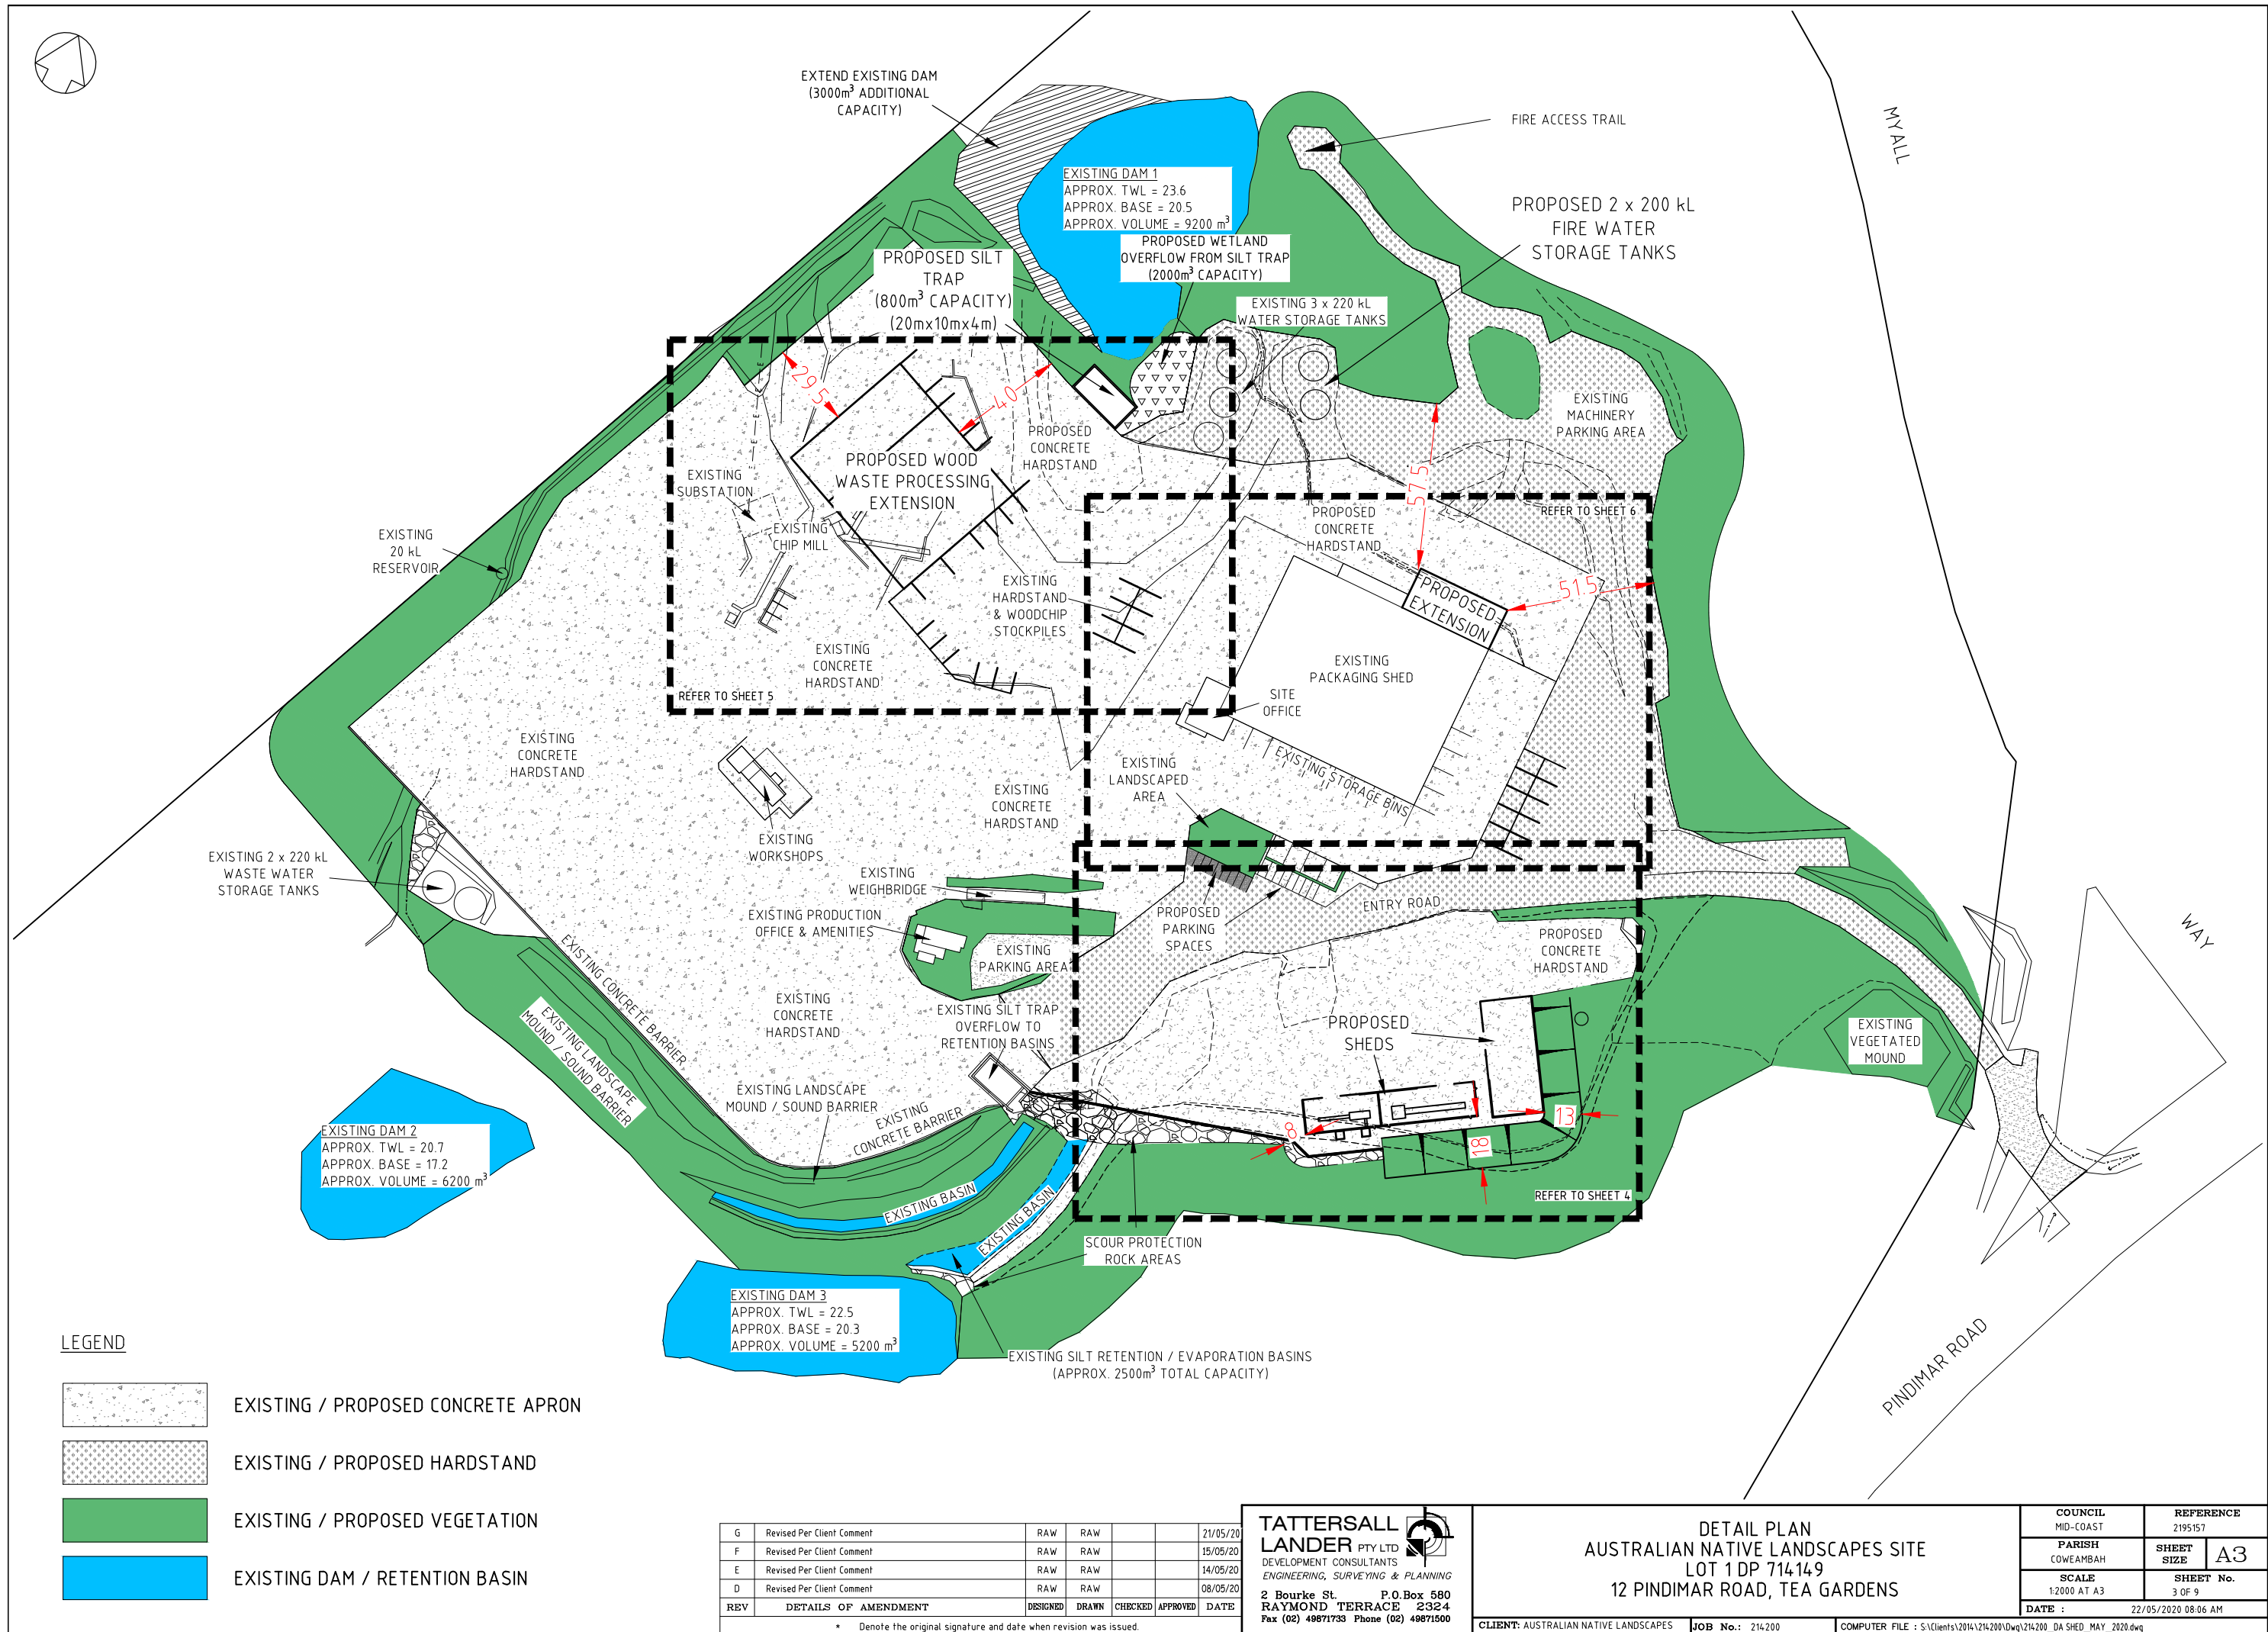 EXTEND EXISTING DAM
(3000m³ ADDITIONAL
CAPACITY)
EXISTING DAM 1
APPROX. TWL = 23.6
APPROX. BASE = 20.5
APPROX. VOLUME = 9200 m³
FIRE ACCESS TRAIL
MYALL
WAY
PROPOSED 2 x 200 kL
FIRE WATER
STORAGE TANKS
PROPOSED WETLAND
OVERFLOW FROM SILT TRAP
(2000m³ CAPACITY)
PROPOSED SILT
TRAP
(800m³ CAPACITY)
(20mx10mx4m)
EXISTING 3 x 220 kL
WATER STORAGE TANKS
29.5
40
57.5
51.5
EXISTING
MACHINERY
PARKING AREA
PROPOSED
CONCRETE
HARDSTAND
PROPOSED WOOD
WASTE PROCESSING
EXTENSION
EXISTING
SUBSTATION
EXISTING
CHIP MILL
PROPOSED
CONCRETE
HARDSTAND
REFER TO SHEET 6
EXISTING
20 kL
RESERVOIR
EXISTING
HARDSTAND
& WOODCHIP
STOCKPILES
PROPOSED
EXTENSION
EXISTING
CONCRETE
HARDSTAND
EXISTING
PACKAGING SHED
REFER TO SHEET 5
SITE
OFFICE
EXISTING
CONCRETE
HARDSTAND
EXISTING STORAGE BINS
EXISTING
LANDSCAPED
AREA
EXISTING
CONCRETE
HARDSTAND
EXISTING
WORKSHOPS
EXISTING 2 x 220 kL
WASTE WATER
STORAGE TANKS
EXISTING
WEIGHBRIDGE
EXISTING PRODUCTION
OFFICE & AMENITIES
EXISTING
PARKING AREA
PROPOSED
PARKING
SPACES
ENTRY ROAD
PROPOSED
CONCRETE
HARDSTAND
EXISTING CONCRETE BARRIER
EXISTING LANDSCAPE
MOUND / SOUND BARRIER
EXISTING
CONCRETE
HARDSTAND
EXISTING SILT TRAP
OVERFLOW TO
RETENTION BASINS
PROPOSED
SHEDS
EXISTING
VEGETATED
MOUND
EXISTING LANDSCAPE
MOUND / SOUND BARRIER
EXISTING
CONCRETE BARRIER
8
18
13
EXISTING DAM 2
APPROX. TWL = 20.7
APPROX. BASE = 17.2
APPROX. VOLUME = 6200 m³
EXISTING BASIN
EXISTING BASIN
REFER TO SHEET 4
SCOUR PROTECTION
ROCK AREAS
EXISTING DAM 3
APPROX. TWL = 22.5
APPROX. BASE = 20.3
APPROX. VOLUME = 5200 m³
EXISTING SILT RETENTION / EVAPORATION BASINS
(APPROX. 2500m³ TOTAL CAPACITY)
PINDIMAR ROAD
LEGEND
EXISTING / PROPOSED CONCRETE APRON
EXISTING / PROPOSED HARDSTAND
EXISTING / PROPOSED VEGETATION
EXISTING DAM / RETENTION BASIN
G Revised Per Client Comment RAW RAW 21/05/20
F Revised Per Client Comment RAW RAW 15/05/20
E Revised Per Client Comment RAW RAW 14/05/20
D Revised Per Client Comment RAW RAW 08/05/20
REV DETAILS OF AMENDMENT DESIGNED DRAWN CHECKED APPROVED DATE
* Denote the original signature and date when revision was issued.
TATTERSALL
LANDER PTY LTD
DEVELOPMENT CONSULTANTS
ENGINEERING, SURVEYING & PLANNING
2 Bourke St. P.O.Box 580
RAYMOND TERRACE 2324
Fax (02) 49871733 Phone (02) 49871500
DETAIL PLAN
AUSTRALIAN NATIVE LANDSCAPES SITE
LOT 1 DP 714149
12 PINDIMAR ROAD, TEA GARDENS
CLIENT: AUSTRALIAN NATIVE LANDSCAPES
JOB No.: 214200
COMPUTER FILE : S:\Clients\2014\214200\Dwg\214200_DA SHED_MAY_2020.dwg
COUNCIL
MID-COAST
REFERENCE
2195157
PARISH
COWEAMBAH
SHEET SIZE A3
SCALE
1:2000 AT A3
SHEET No.
3 OF 9
DATE : 22/05/2020 08:06 AM